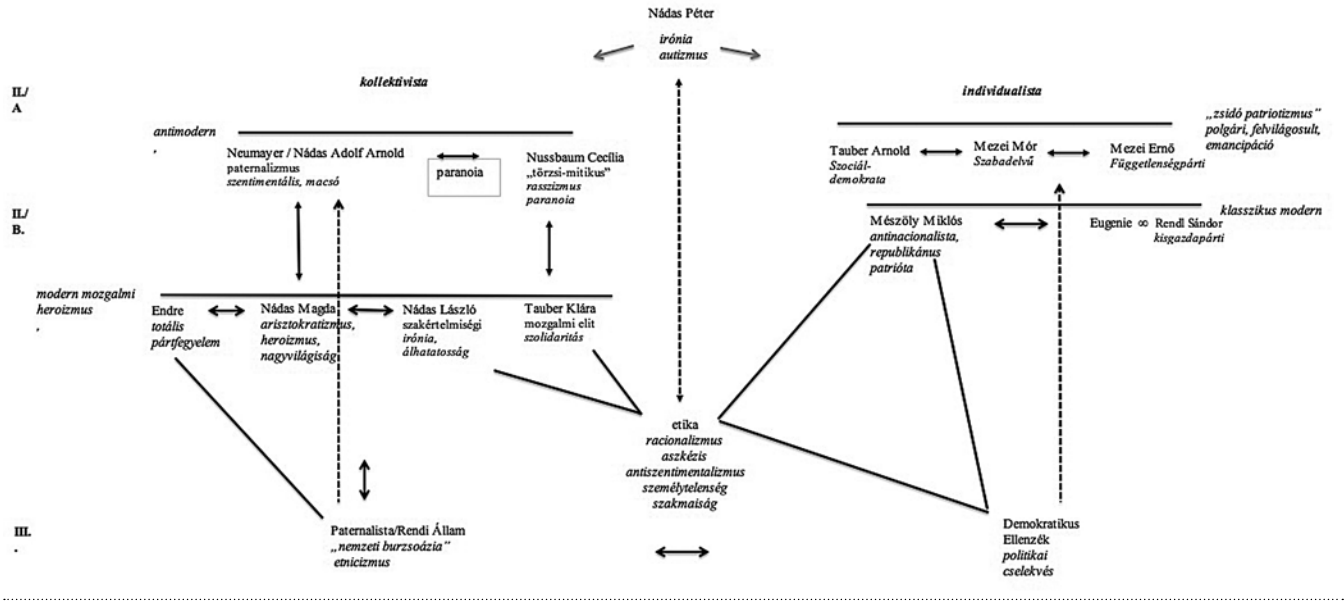 Nádas Péter
irónia
autizmus
kollektivista
individualista
II./
A
antimodern
,
Neumayer / Nádas Adolf Arnold
paternalizmus
szentimentális, macsó
paranoia
Nussbaum Cecília
„törzsi-mitikus”
rasszizmus
paranoia
„zsidó patriotizmus”
polgári, felvilágosult,
emancipáció
Tauber Arnold
Szociál-
demokrata
Mezei Mór
Szabadelvű
Mezei Ernő
Függetlenségpárti
II./
B.
klasszikus modern
Mészöly Miklós
antinacionalista,
republikánus
patrióta
Eugenie ∞ Rendl Sándor
kisgazdapárti
modern mozgalmi
heroizmus
,
Endre
totális
pártfegyelem
Nádas Magda
arisztokratizmus,
heroizmus,
nagyvilágiság
Nádas László
szakértelmiségi
irónia,
álhatatosság
Tauber Klára
mozgalmi elit
szolidaritás
etika
racionalizmus
aszkézis
antiszentimentalizmus
személytelenség
szakmaiság
III.
.
Paternalista/Rendi Állam
„nemzeti burzsoázia”
etnicizmus
Demokratikus
Ellenzék
politikai
cselekvés